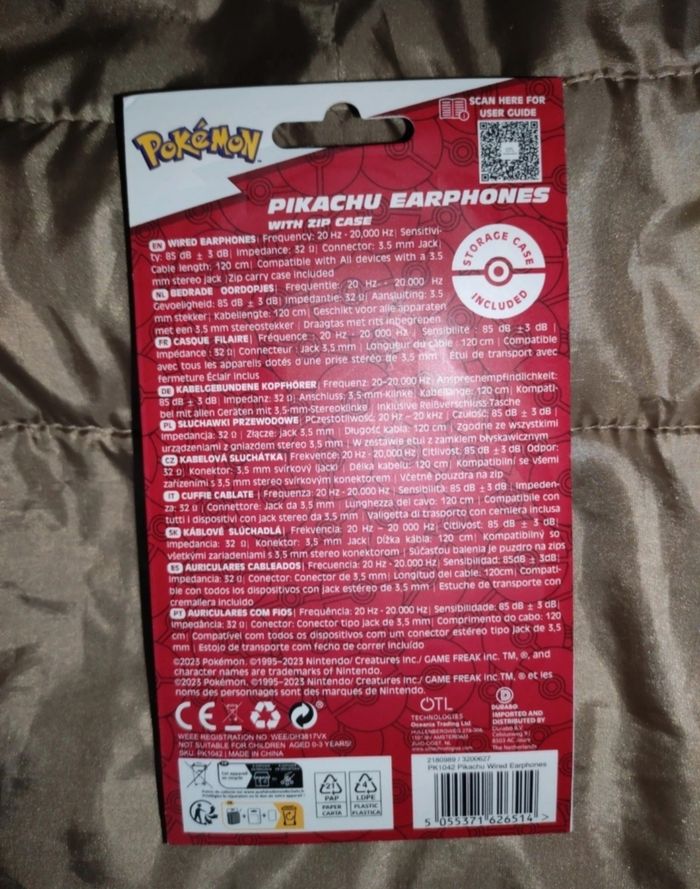 POKÉMON™
SCAN HERE FOR
USER GUIDE
PIKACHU EARPHONES
WITH ZIP CASE
STORAGE CASE
INCLUDED
EN WIRED EARPHONES| Frequency: 20 Hz - 20,000 Hz| Sensitivi-
ty: 85 dB ± 3 dB| Impedance: 32 Ω| Connector: 3.5 mm Jack|
Cable length: 120 cm| Compatible with All devices with a 3.5
mm stereo jack |Zip carry case included
NL BEDRADE OORDOPJES| Frequentie: 20 Hz - 20.000 Hz|
Gevoeligheid: 85 dB ± 3 dB| Impedantie: 32 Ω| Aansluiting: 3.5
mm stekker| Kabellengte: 120 cm| Geschikt voor alle apparaten
met een 3,5 mm stereostekker | Draagtas met rits inbegrepen
FR CASQUE FILAIRE| Fréquence : 20 Hz - 20 000 Hz| Sensibilité : 85 dB ±3 dB |
Impédance : 32 Ω| Connecteur : Jack 3,5 mm| Longueur du câble : 120 cm| Compatible
avec tous les appareils dotés d'une prise stéréo de 3,5 mm | Étui de transport avec
fermeture Éclair inclus
DE KABELGEBUNDENE KOPFHÖRER| Frequenz: 20–20.000 Hz| Ansprechempfindlichkeit:
85 dB ±3 dB| Impedanz: 32 Ω| Anschluss: 3,5-mm-Klinke| Kabellänge: 120 cm| Kompati-
bel mit allen Geräten mit 3,5-mm-Stereoklinke | Inklusive Reißverschluss-Tasche
PL SŁUCHAWKI PRZEWODOWE| PCzęstotliwość: 20 Hz – 20 kHz| Czułość: 85 dB ± 3 dB|
Impedancja: 32 Ω| Złącze: jack 3,5 mm| Długość kabla: 120 cm| Zgodne ze wszystkimi
urządzeniami z gniazdem stereo 3,5 mm| W zestawie etui z zamkiem błyskawicznym
CZ KABELOVÁ SLUCHÁTKA| Frekvence: 20 Hz - 20.000 Hz| Citlivost: 85 dB ± 3 dB| Odpor:
32 Ω| Konektor: 3,5 mm svírkový (jack)| Délka kabelu: 120 cm| Kompatibilní se všemi
zařízeními s 3,5 mm stereo svírkovým konektorem | Včetně pouzdra na zip
IT CUFFIE CABLATE| Frequenza: 20 Hz - 20.000 Hz| Sensibilità: 85 dB ± 3 dB| Impeden-
za: 32 Ω| Connettore: Jack da 3,5 mm| Lunghezza del cavo: 120 cm| Compatibile con
tutti i dispositivi con jack stereo da 3,5 mm| Valigetta di trasporto con cerniera inclusa
SK KÁBLOVÉ SLÚCHADLÁ| Frekvencia: 20 Hz – 20 000 Hz| Citlivosť: 85 dB ± 3 dB|
Impedancia: 32 Ω| Konektor: 3,5 mm Jack| Dĺžka kábla: 120 cm| Kompatibilný so
všetkými zariadeniami s 3,5 mm stereo konektorom | Súčasťou balenia je puzdro na zips
ES AURICULARES CABLEADOS| Frecuencia: 20 Hz - 20.000 Hz| Sensibilidad: 85dB ± 3dB|
Impedancia: 32 Ω| Conector: Conector de 3,5 mm| Longitud del cable: 120cm| Compati-
ble con todos los dispositivos con jack estéreo de 3,5 mm| Estuche de transporte con
cremallera incluido
PT AURICULARES COM FIOS| Frequência: 20 Hz - 20.000 Hz| Sensibilidade: 85 dB ± 3 dB|
Impedância: 32 Ω| Conector: Conector tipo jack de 3,5 mm| Comprimento do cabo: 120
cm| Compatível com todos os dispositivos com um conector estéreo tipo jack de 3,5
mm | Estojo de transporte com fecho de correr incluído
©2023 Pokémon. ©1995–2023 Nintendo/ Creatures Inc./ GAME FREAK inc. TM, ®, and
character names are trademarks of Nintendo.
©2023 Pokémon. ©1995–2023 Nintendo/ Creatures Inc./ GAME FREAK inc. TM, ® et les
noms des personnages sont des marques de Nintendo.
CE
WEEE REGISTRATION NO: WEE/GH3817VX
NOT SUITABLE FOR CHILDREN AGED 0-3 YEARS!
SKU: PK1042 | MADE IN CHINA
OTL
TECHNOLOGIES
Oceania Trading Ltd
The Netherlands
DURABO
IMPORTED AND
DISTRIBUTED BY
Durabo B.V
8503 AC Joure
The Netherlands
FR
Cet appareil
se recycle
21
PAP
PAPER
CARTA
4
LDPE
PLASTIC
PLASTICA
2180989 / 3200627
PK1042 Pikachu Wired Earphones
5 055371 626514 >